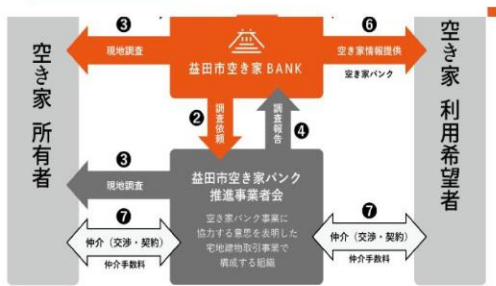 空き家 所有者
❸
現地調査
益田市空き家BANK
❻
空き家情報提供
空き家バンク
空き家 利用希望者
❷
調査依頼
調査報告
❹
❸
現地調査
益田市空き家バンク
推進事業者会
空き家バンク事業に
協力する意思を表明した
宅地建物取引事業で
構成する組織
❼
仲介(交渉・契約)
仲介手数料
❼
仲介(交渉・契約)
仲介手数料